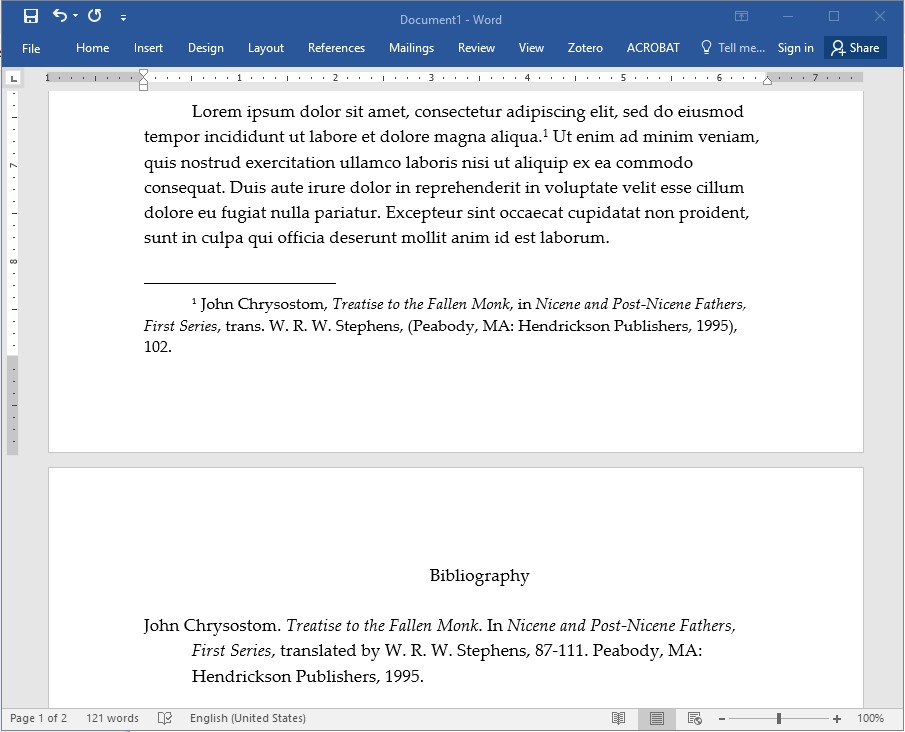 Document1 - Word
File Home Insert Design Layout References Mailings Review View Zotero ACROBAT Tell me... Sign in Share
1 1 2 3 4 5 6 7
Lorem ipsum dolor sit amet, consectetur adipiscing elit, sed do eiusmod
tempor incididunt ut labore et dolore magna aliqua.¹ Ut enim ad minim veniam,
7
quis nostrud exercitation ullamco laboris nisi ut aliquip ex ea commodo
consequat. Duis aute irure dolor in reprehenderit in voluptate velit esse cillum
dolore eu fugiat nulla pariatur. Excepteur sint occaecat cupidatat non proident,
sunt in culpa qui officia deserunt mollit anim id est laborum.
8
¹ John Chrysostom, Treatise to the Fallen Monk, in Nicene and Post-Nicene Fathers,
First Series, trans. W. R. W. Stephens, (Peabody, MA: Hendrickson Publishers, 1995),
102.
Bibliography
John Chrysostom. Treatise to the Fallen Monk. In Nicene and Post-Nicene Fathers,
First Series, translated by W. R. W. Stephens, 87-111. Peabody, MA:
Hendrickson Publishers, 1995.
Page 1 of 2 121 words English (United States) 100%